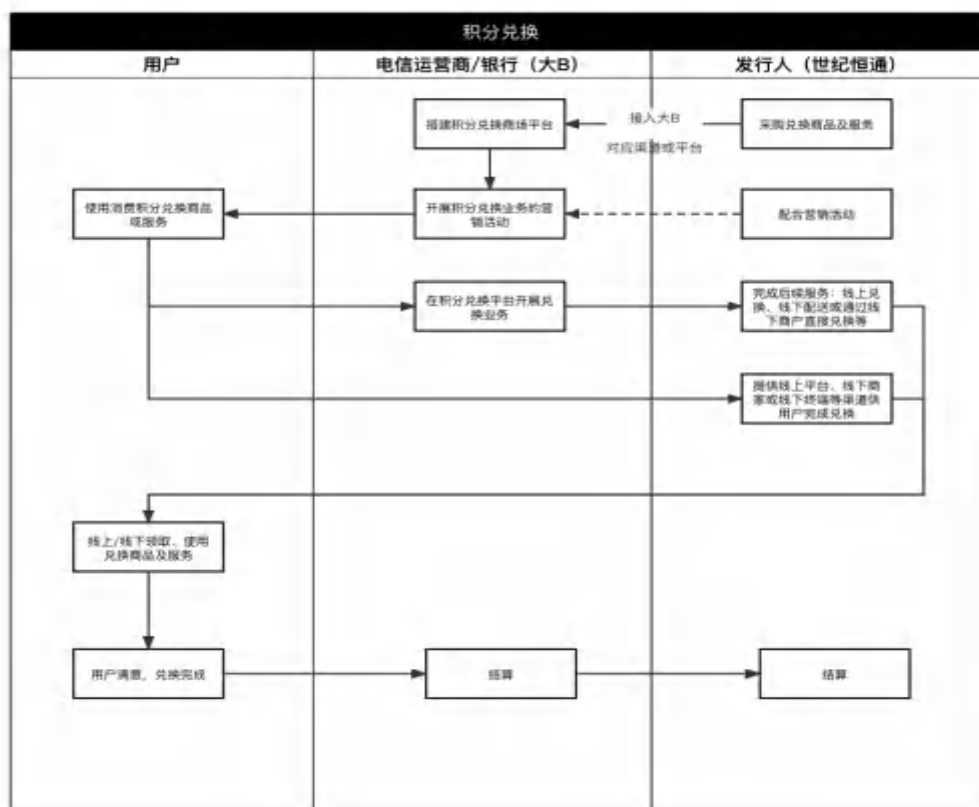 积分兑换
用户
电信运营商/银行（大B）
发行人（世纪恒通）
搭建积分兑换商场平台
接入大B
对应渠道或平台
采购兑换商品及服务
使用消费积分兑换商品
或服务
开展积分兑换业务的营
销活动
配合营销活动
在积分兑换平台开展兑
换业务
完成后续服务：线上兑
换、线下配送或通过线
下商户直接兑换等
提供线上平台、线下商
家或线下终端等渠道供
用户完成兑换
线上/线下领取、使用
兑换商品及服务
用户满意，兑换完成
结算
结算